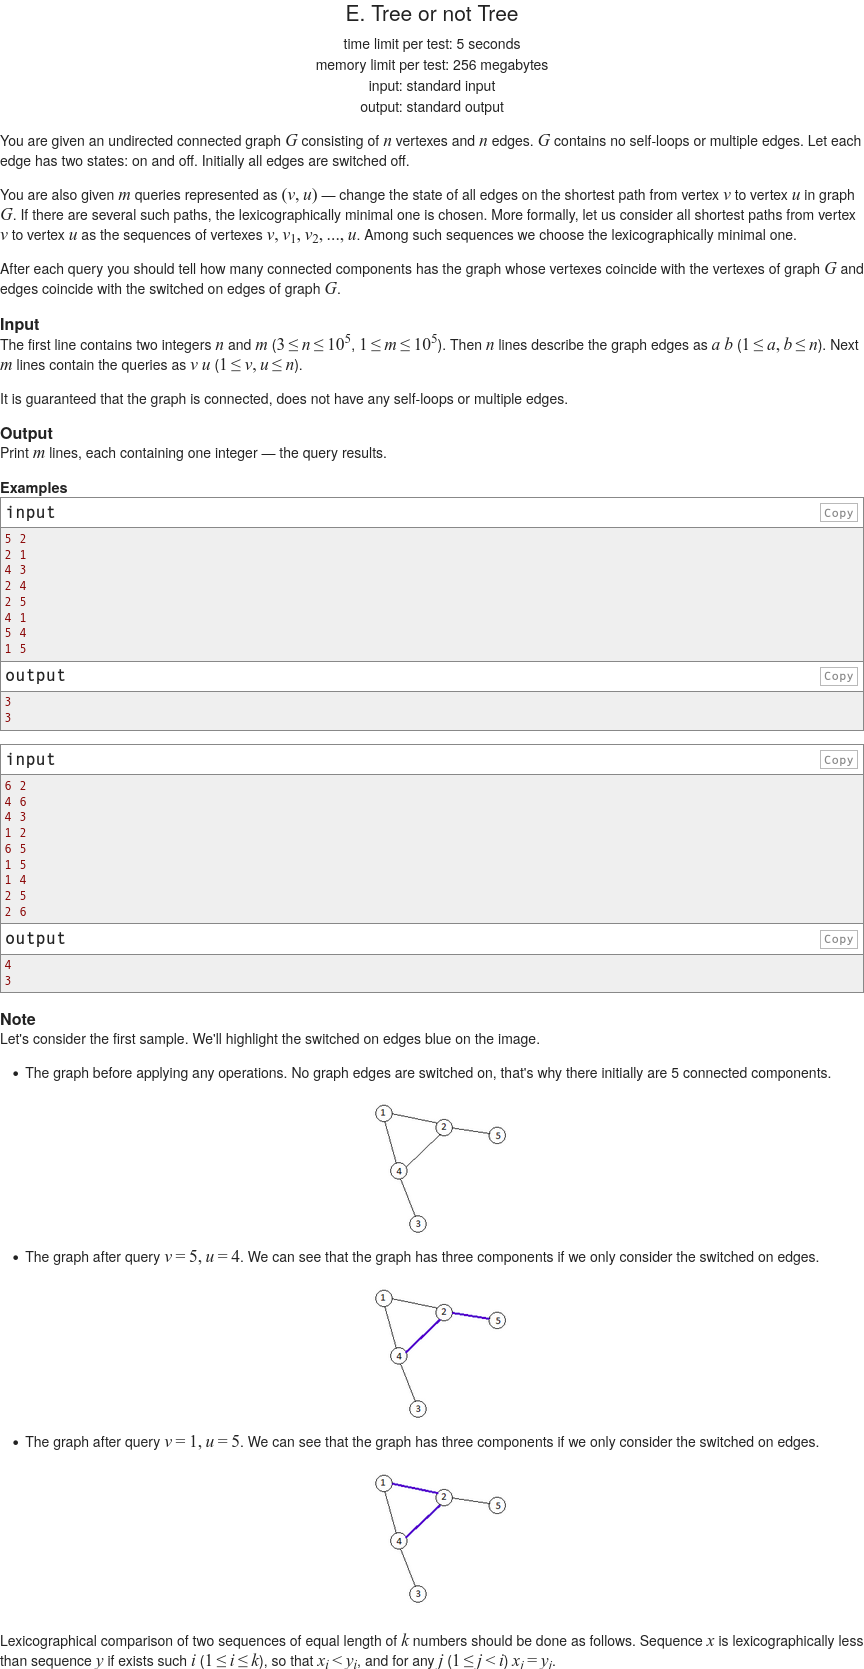 E. Tree or not Tree
time limit per test: 5 seconds
memory limit per test: 256 megabytes
input: standard input
output: standard output
You are given an undirected connected graph G consisting of n vertexes and n edges. G contains no self-loops or multiple edges. Let each
edge has two states: on and off. Initially all edges are switched off.
You are also given m queries represented as (v, u) — change the state of all edges on the shortest path from vertex v to vertex u in graph
G. If there are several such paths, the lexicographically minimal one is chosen. More formally, let us consider all shortest paths from vertex
v to vertex u as the sequences of vertexes v, v1, v2, ..., u. Among such sequences we choose the lexicographically minimal one.
After each query you should tell how many connected components has the graph whose vertexes coincide with the vertexes of graph G and
edges coincide with the switched on edges of graph G.
Input
The first line contains two integers n and m (3 ≤ n ≤ 10^5, 1 ≤ m ≤ 10^5). Then n lines describe the graph edges as a b (1 ≤ a, b ≤ n). Next
m lines contain the queries as v u (1 ≤ v, u ≤ n).
It is guaranteed that the graph is connected, does not have any self-loops or multiple edges.
Output
Print m lines, each containing one integer — the query results.
Examples
input Copy
5 2
2 1
4 3
2 4
2 5
4 1
5 4
1 5
output Copy
3
3
input Copy
6 2
4 6
4 3
1 2
6 5
1 5
1 4
2 5
2 6
output Copy
4
3
Note
Let's consider the first sample. We'll highlight the switched on edges blue on the image.
• The graph before applying any operations. No graph edges are switched on, that's why there initially are 5 connected components.
1
2
5
4
3
• The graph after query v = 5, u = 4. We can see that the graph has three components if we only consider the switched on edges.
1
2
5
4
3
• The graph after query v = 1, u = 5. We can see that the graph has three components if we only consider the switched on edges.
1
2
5
4
3
Lexicographical comparison of two sequences of equal length of k numbers should be done as follows. Sequence x is lexicographically less
than sequence y if exists such i (1 ≤ i ≤ k), so that xi < yi, and for any j (1 ≤ j < i) xj = yj.